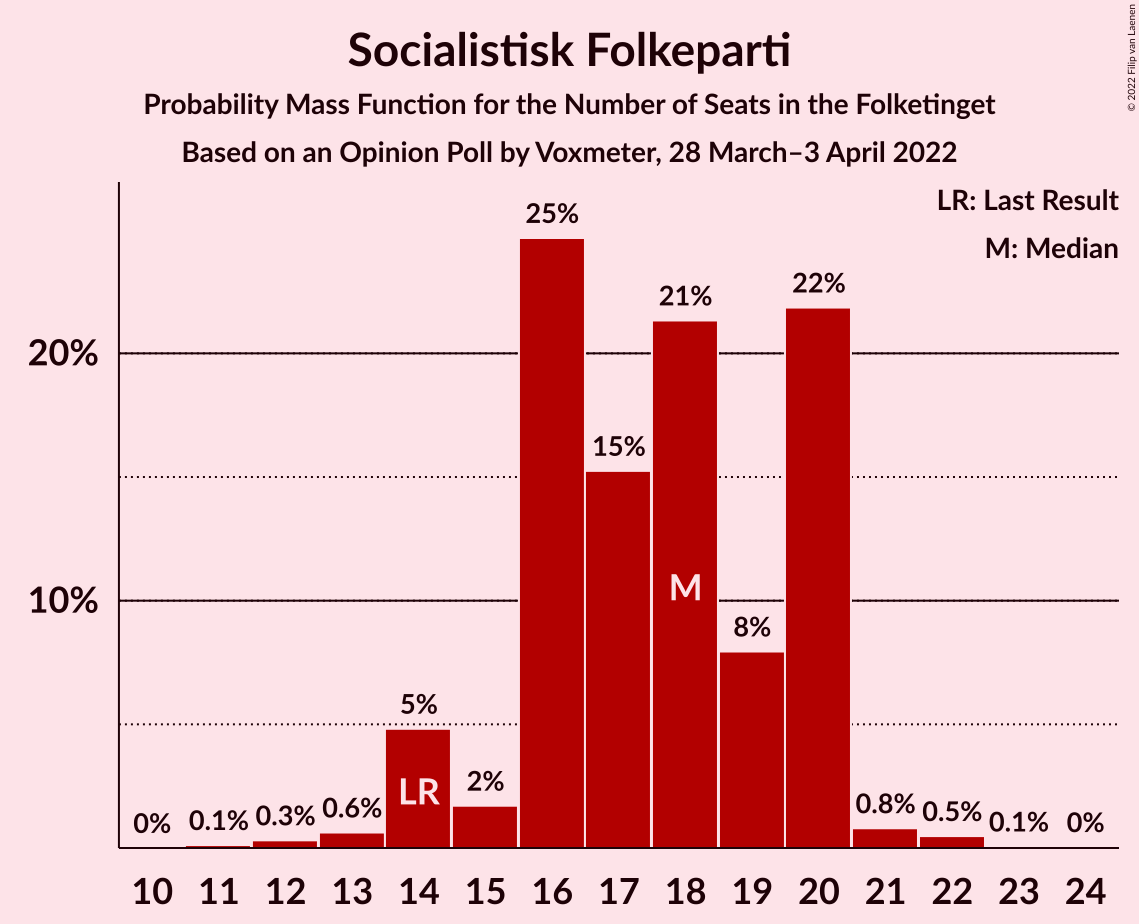 Socialistisk Folkeparti
Probability Mass Function for the Number of Seats in the Folketinget
Based on an Opinion Poll by Voxmeter, 28 March–3 April 2022
© 2022 Filip van Laenen
LR: Last Result
M: Median
25%
22%
21%
20%
15%
M
10%
8%
5%
LR
2%
0% 0.1% 0.3% 0.6% 0.8% 0.5% 0.1% 0%
10 11 12 13 14 15 16 17 18 19 20 21 22 23 24